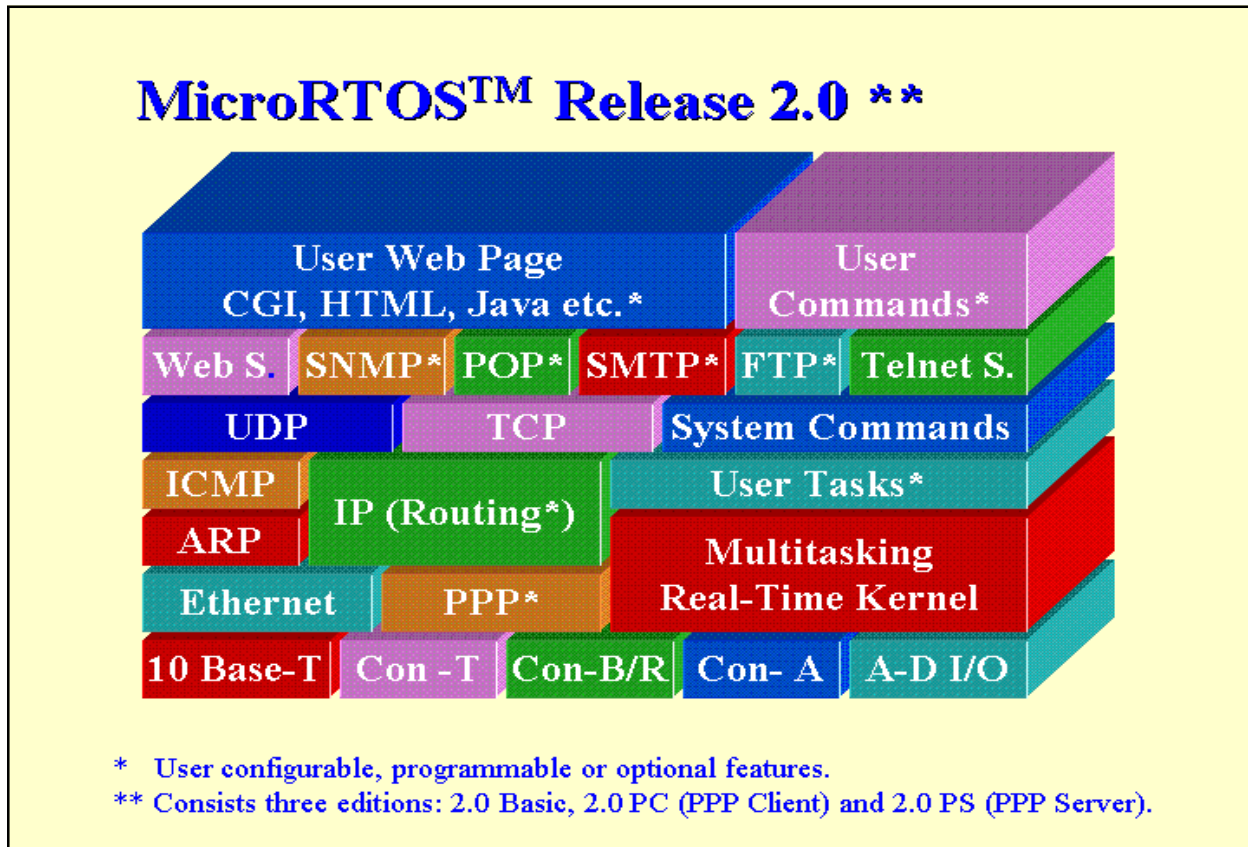 MicroRTOS™ Release 2.0 **
User Web Page
CGI, HTML, Java etc.*
User
Commands*
Web S.
SNMP*
POP*
SMTP*
FTP*
Telnet S.
UDP
TCP
System Commands
ICMP
IP (Routing*)
User Tasks*
ARP
Multitasking
Real-Time Kernel
Ethernet
PPP*
10 Base-T
Con -T
Con-B/R
Con- A
A-D I/O
* User configurable, programmable or optional features.
** Consists three editions: 2.0 Basic, 2.0 PC (PPP Client) and 2.0 PS (PPP Server).